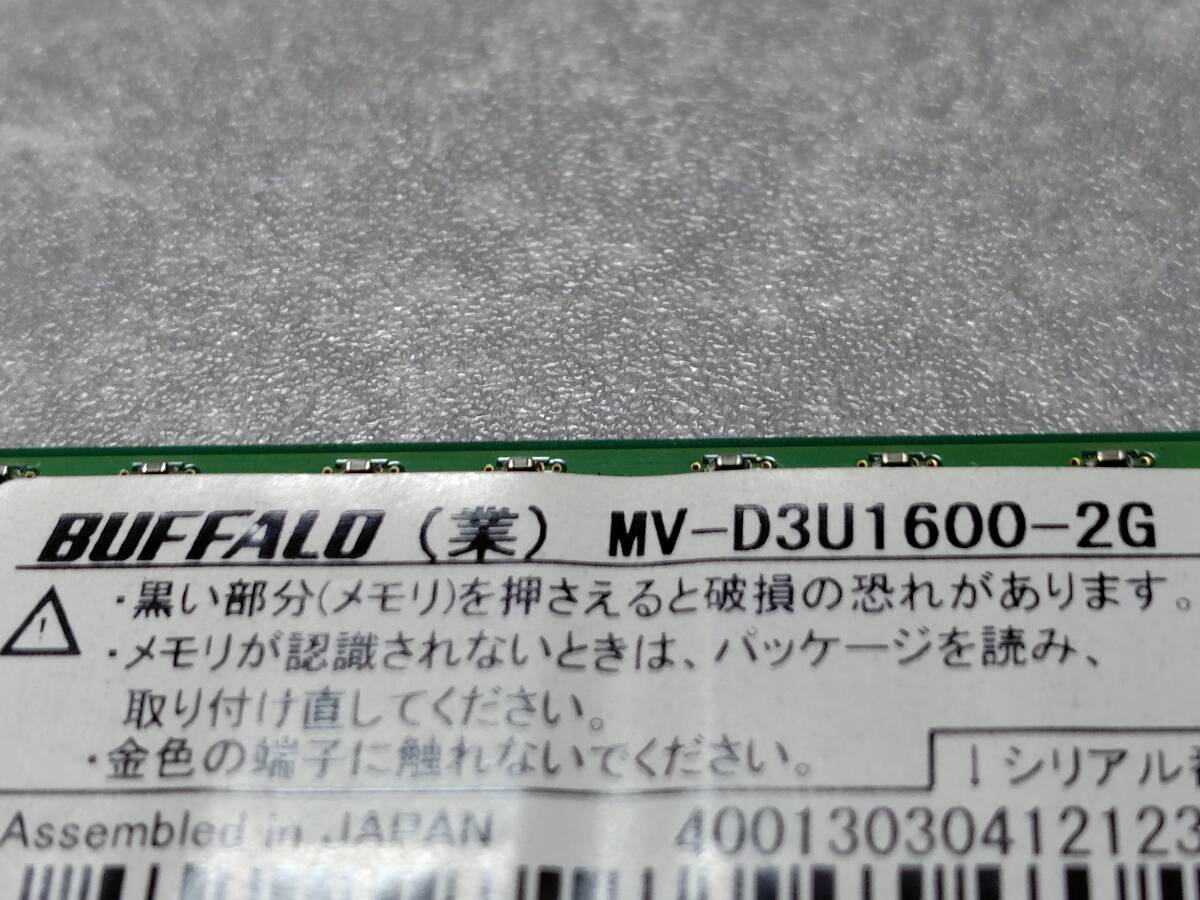 BUFFALO (業) MV-D3U1600-2G
・黒い部分(メモリ)を押さえると破損の恐れがあります。
・メモリが認識されないときは、パッケージを読み、
取り付け直してください。
・金色の端子に触れないでください。
↓シリアル
Assembled in JAPAN 40013030412123